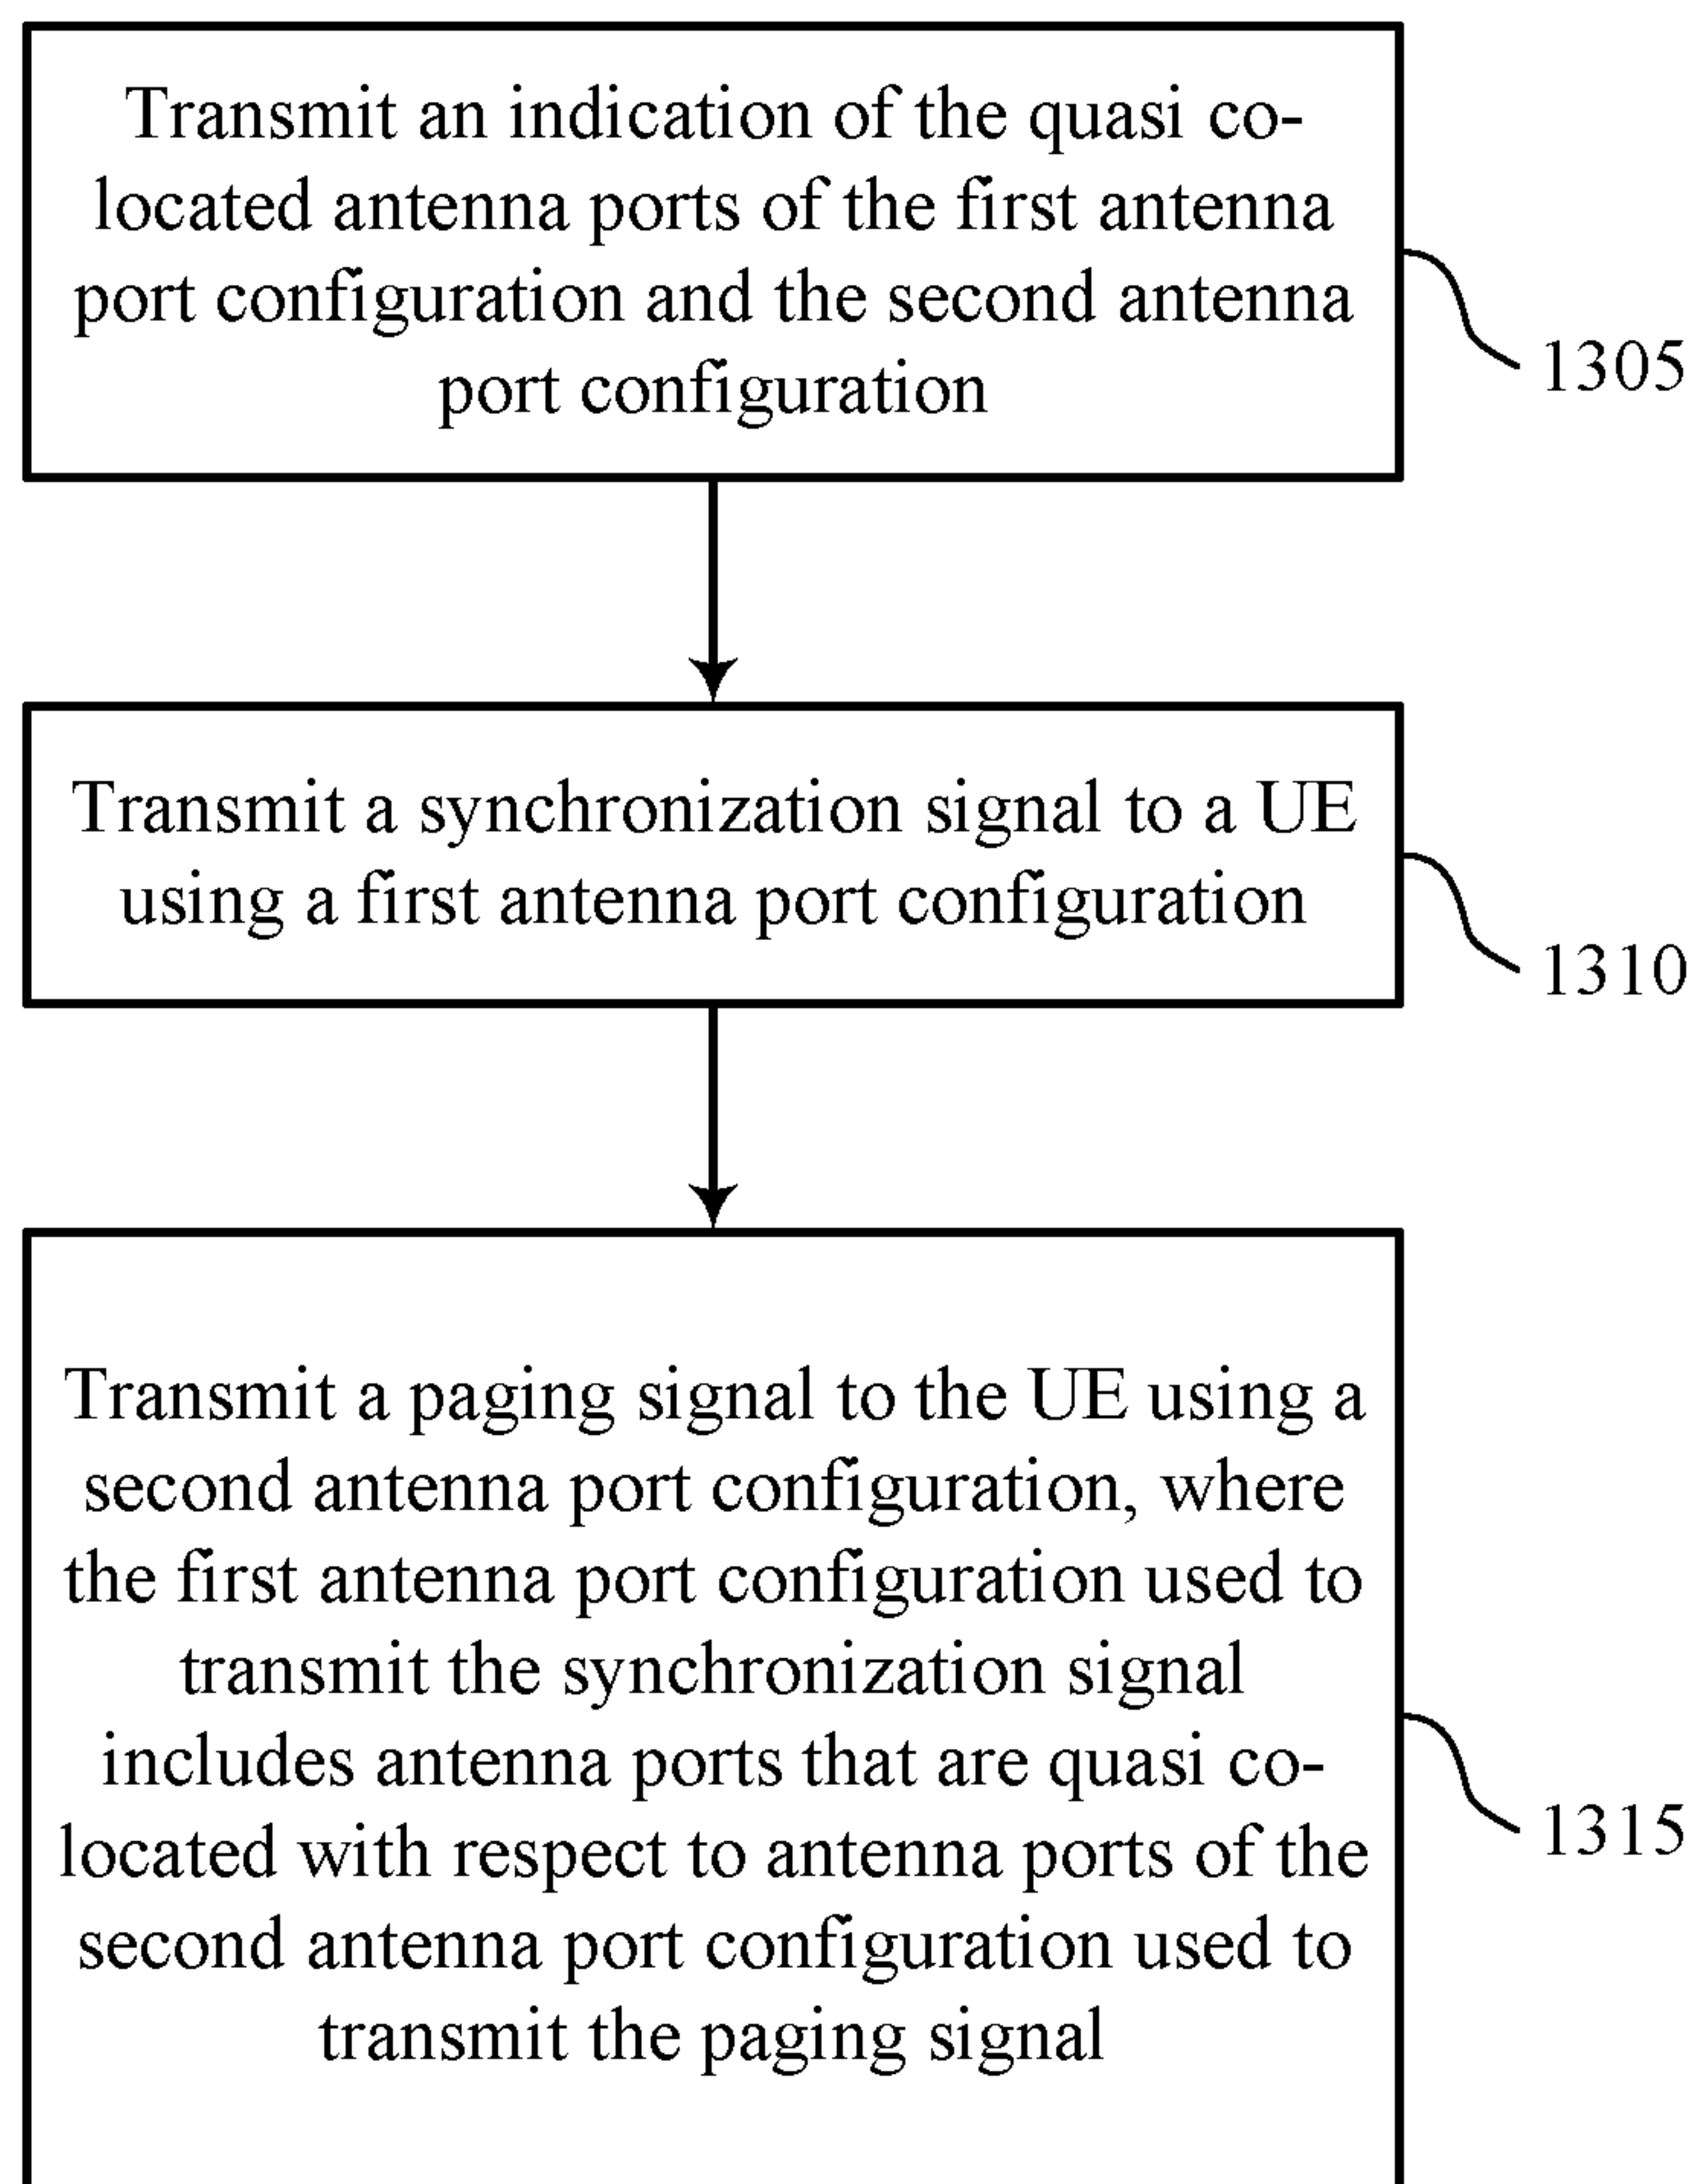 Transmit an indication of the quasi co-
located antenna ports of the first antenna
port configuration and the second antenna
port configuration
1305
Transmit a synchronization signal to a UE
using a first antenna port configuration
1310
Transmit a paging signal to the UE using a
second antenna port configuration, where
the first antenna port configuration used to
transmit the synchronization signal
includes antenna ports that are quasi co-
located with respect to antenna ports of the
second antenna port configuration used to
transmit the paging signal
1315